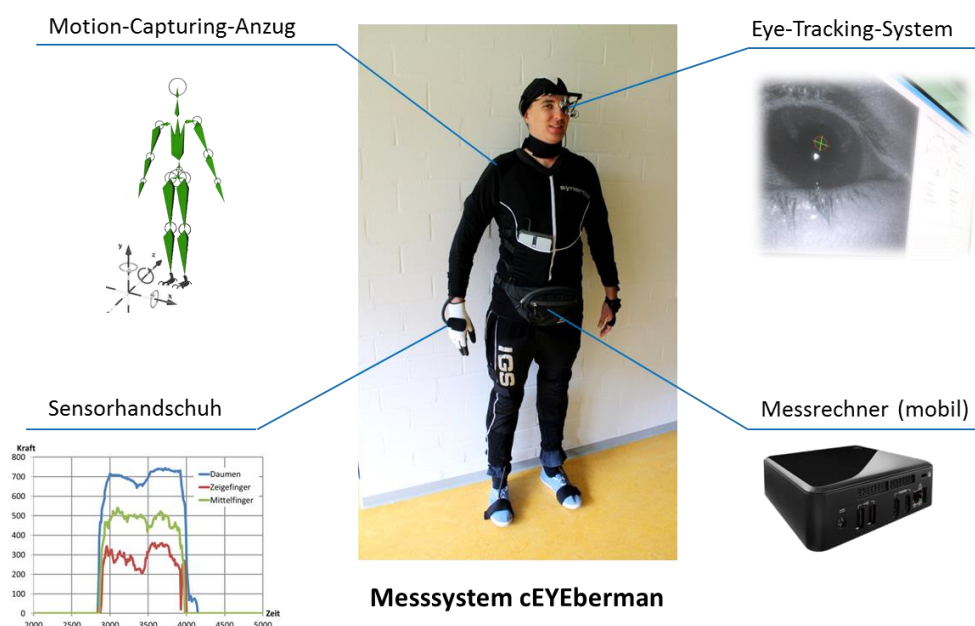 Motion-Capturing-Anzug
Eye-Tracking-System
synertial
IGS
y
z
x
Sensorhandschuh
Messrechner (mobil)
Kraft
800
700
600
500
400
300
200
100
0
Daumen
Zeigefinger
Mittelfinger
Zeit
2000 2500 3000 3500 4000 4500 5000
Messsystem cEYEberman